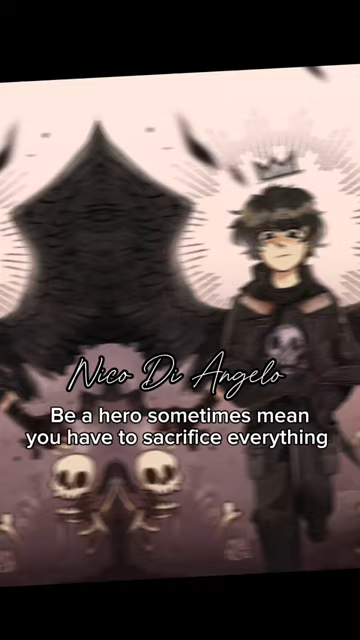 Nico Di Angelo
Be a hero sometimes mean
you have to sacrifice everything